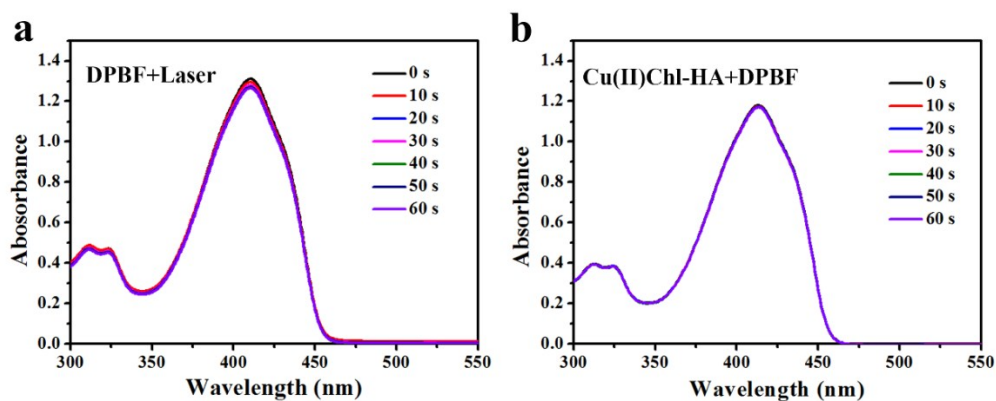 a
DPBF+Laser
0 s
10 s
20 s
30 s
40 s
50 s
60 s
1.4
1.2
1.0
0.8
0.6
0.4
0.2
0.0
Abosorbance
300 350 400 450 500 550
Wavelength (nm)
b
Cu(II)Chl-HA+DPBF
0 s
10 s
20 s
30 s
40 s
50 s
60 s
1.4
1.2
1.0
0.8
0.6
0.4
0.2
0.0
Absorbance
300 350 400 450 500 550
Wavelength (nm)